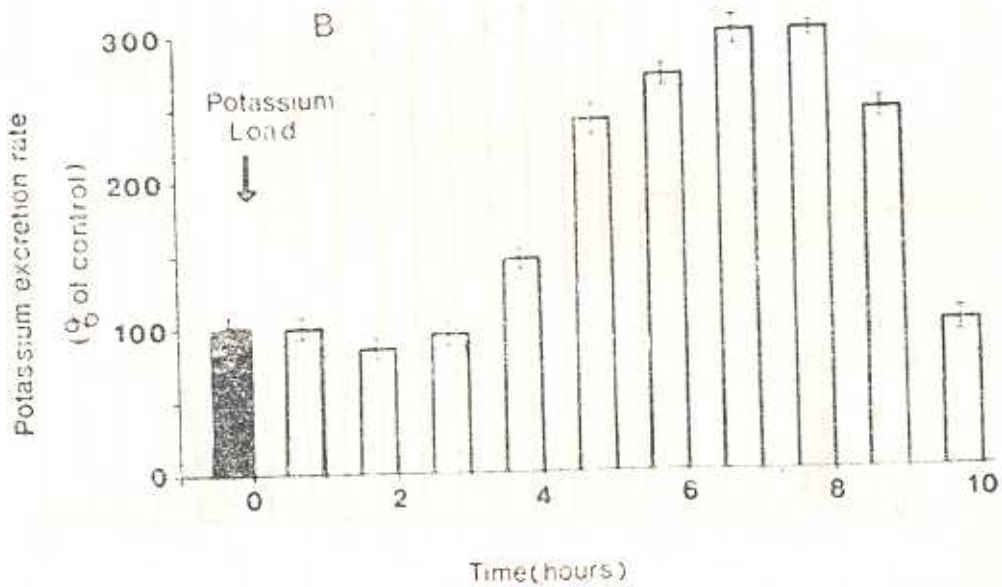 B
300
Potassium
Load
200
100
0
Potassium excretion rate
(% of control)
0 2 4 6 8 10
Time(hours)